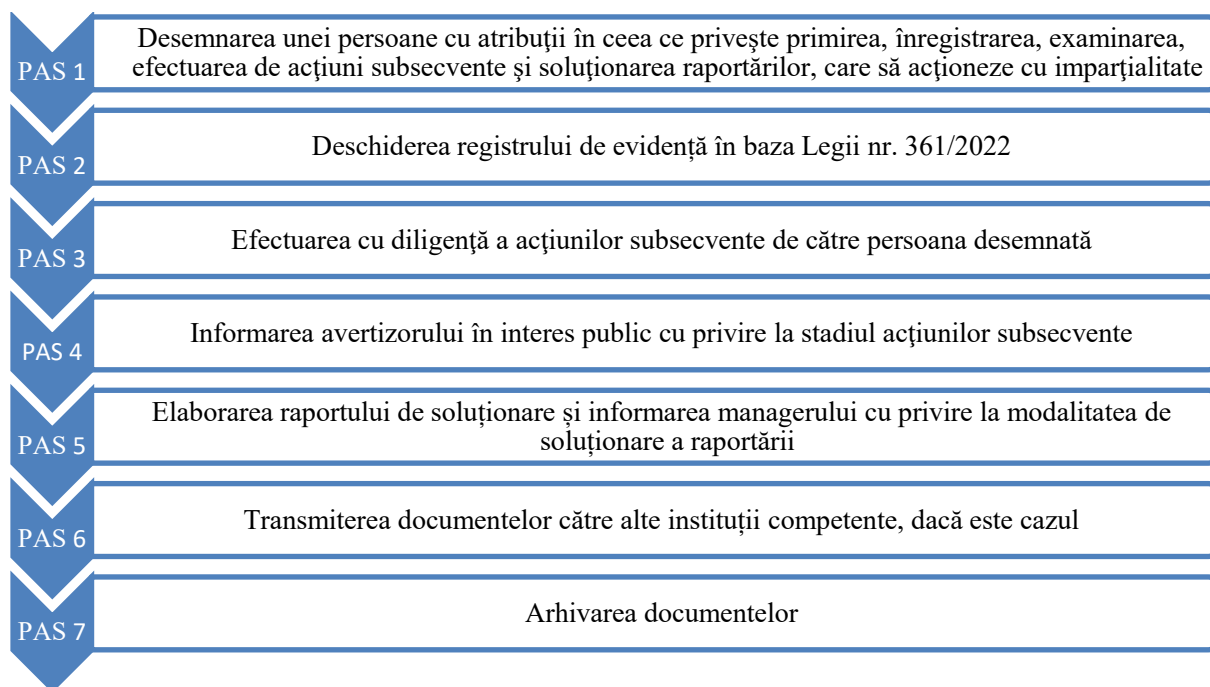 PAS 1
Desemnarea unei persoane cu atribuţii în ceea ce priveşte primirea, înregistrarea, examinarea,
efectuarea de acţiuni subsecvente şi soluţionarea raportărilor, care să acţioneze cu imparţialitate
PAS 2
Deschiderea registrului de evidență în baza Legii nr. 361/2022
PAS 3
Efectuarea cu diligenţă a acţiunilor subsecvente de către persoana desemnată
PAS 4
Informarea avertizorului în interes public cu privire la stadiul acţiunilor subsecvente
PAS 5
Elaborarea raportului de soluționare și informarea managerului cu privire la modalitatea de
soluționare a raportării
PAS 6
Transmiterea documentelor către alte instituții competente, dacă este cazul
PAS 7
Arhivarea documentelor